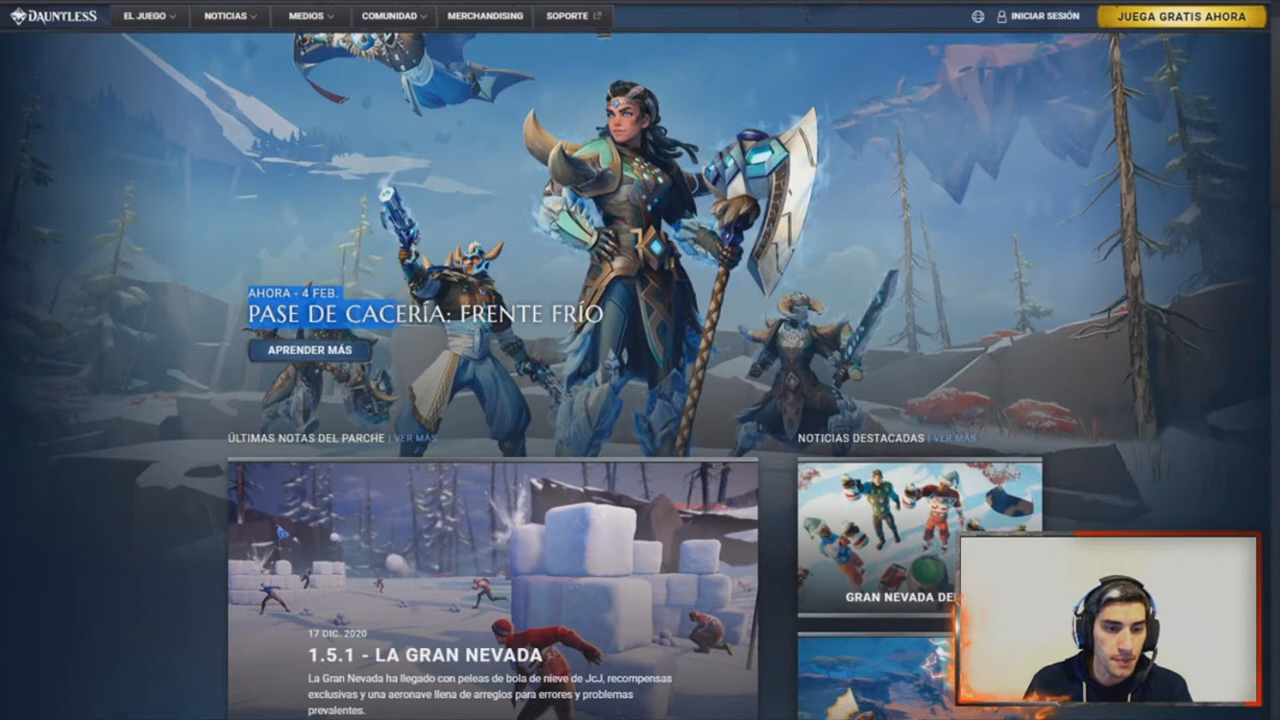 DAUNTLESS
EL JUEGO
NOTICIAS
MEDIOS
COMUNIDAD
MERCHANDISING
SOPORTE
INICIAR SESIÓN
JUEGA GRATIS AHORA
AHORA - 4 FEB.
PASE DE CACERÍA: FRENTE FRÍO
APRENDER MÁS
ÚLTIMAS NOTAS DEL PARCHE | VER MÁS
NOTICIAS DESTACADAS | VER MÁS
GRAN NEVADA DE
17 DIC. 2020
1.5.1 - LA GRAN NEVADA
La Gran Nevada ha llegado con peleas de bola de nieve de JcJ, recompensas
exclusivas y una aeronave llena de arreglos para errores y problemas
prevalentes.